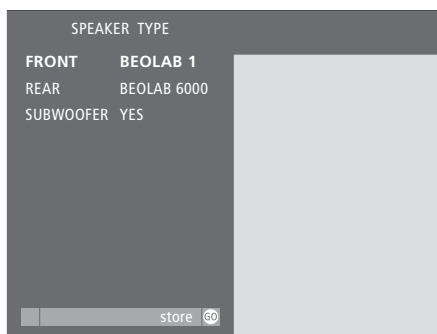 SPEAKER TYPE
FRONT BEOLAB 1
REAR BEOLAB 6000
SUBWOOFER YES
store GO